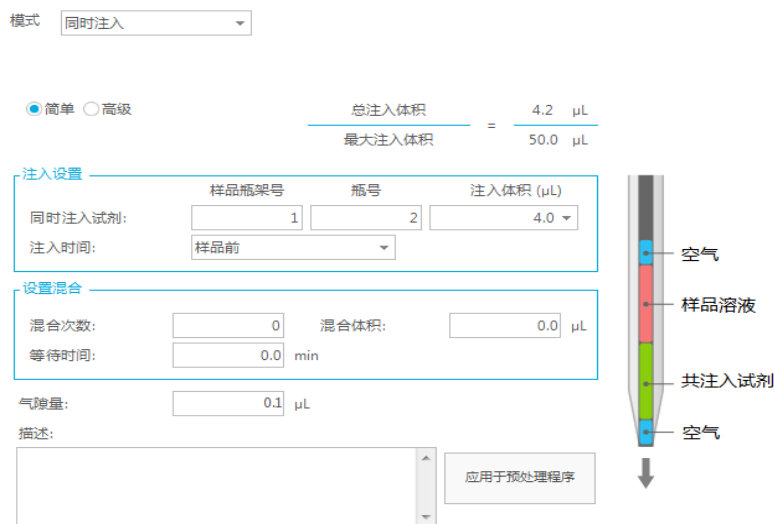 模式 同时注入
简单 高级
总注入体积 = 4.2 µL
最大注入体积 50.0 µL
注入设置
样品瓶架号 瓶号 注入体积 (µL)
同时注入试剂: 1 2 4.0
注入时间: 样品前
设置混合
混合次数: 0 混合体积: 0.0 µL
等待时间: 0.0 min
气隙量: 0.1 µL
描述:
应用于预处理程序
空气
样品溶液
共注入试剂
空气